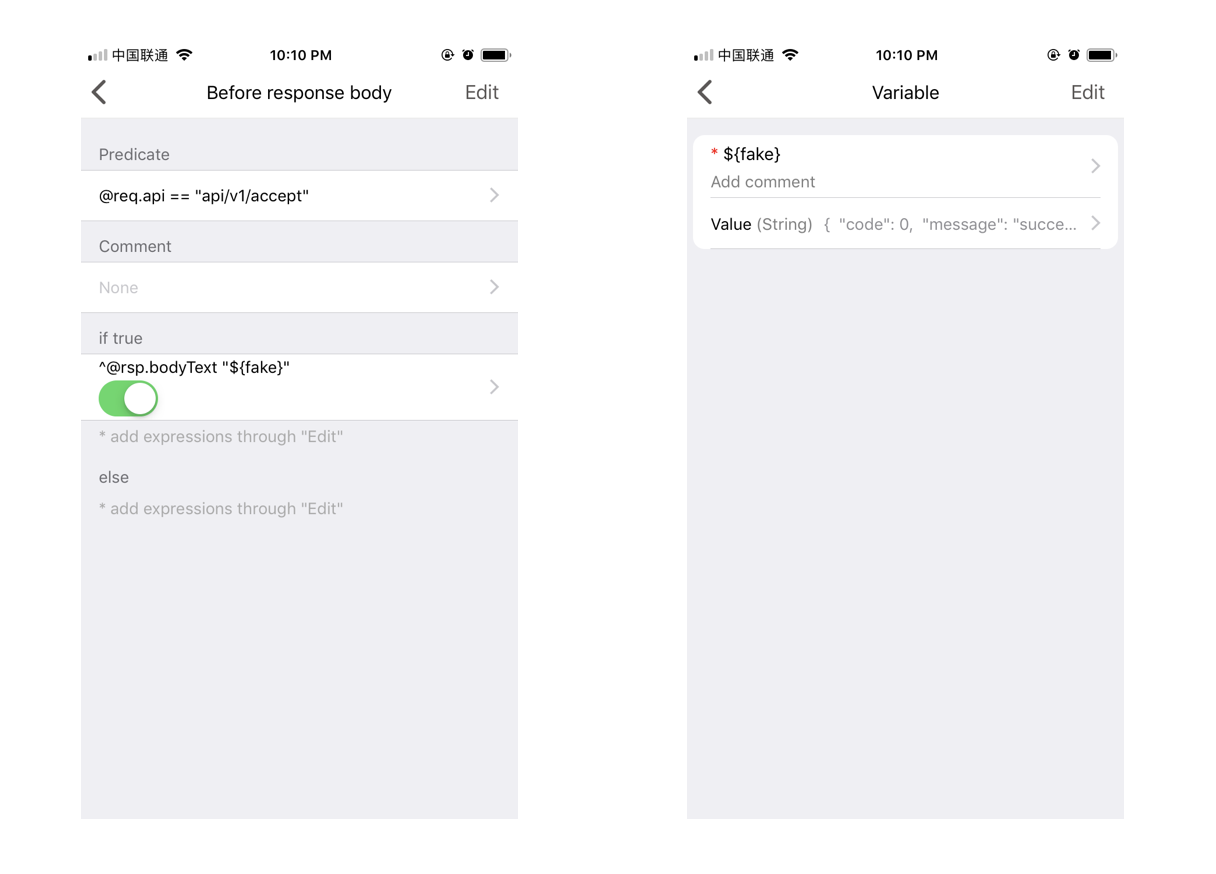 中国联通
10:10 PM
Before response body
Edit
Predicate
@req.api == "api/v1/accept"
Comment
None
if true
^@rsp.bodyText "${fake}"
* add expressions through "Edit"
else
* add expressions through "Edit"
中国联通
10:10 PM
Variable
Edit
* ${fake}
Add comment
Value (String) { "code": 0, "message": "succe...